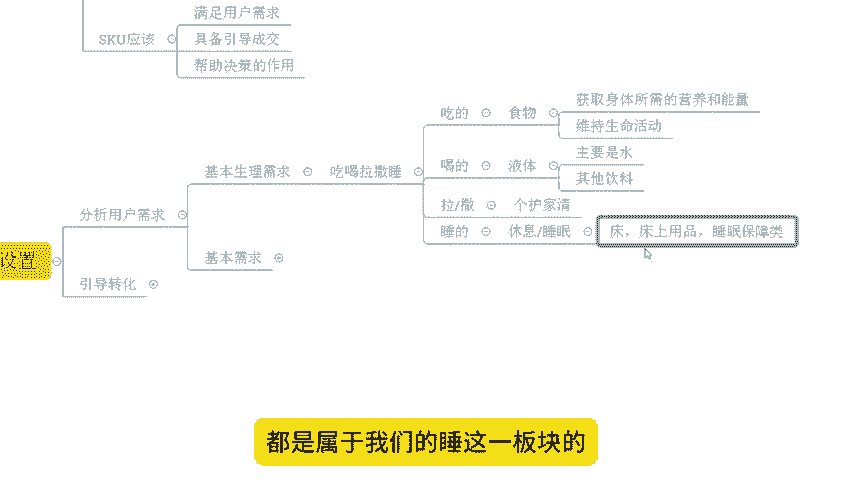 满足用户需求
SKU应该
具备引导成交
帮助决策的作用
获取身体所需的营养和能量
吃的
食物
维持生命活动
主要是水
喝的
液体
其他饮料
基本生理需求
吃喝拉撒睡
拉/撒
个护家清
分析用户需求
睡的
休息/睡眠
床，床上用品，睡眠保障类
设置
基本需求
引导转化
都是属于我们的睡这一板块的